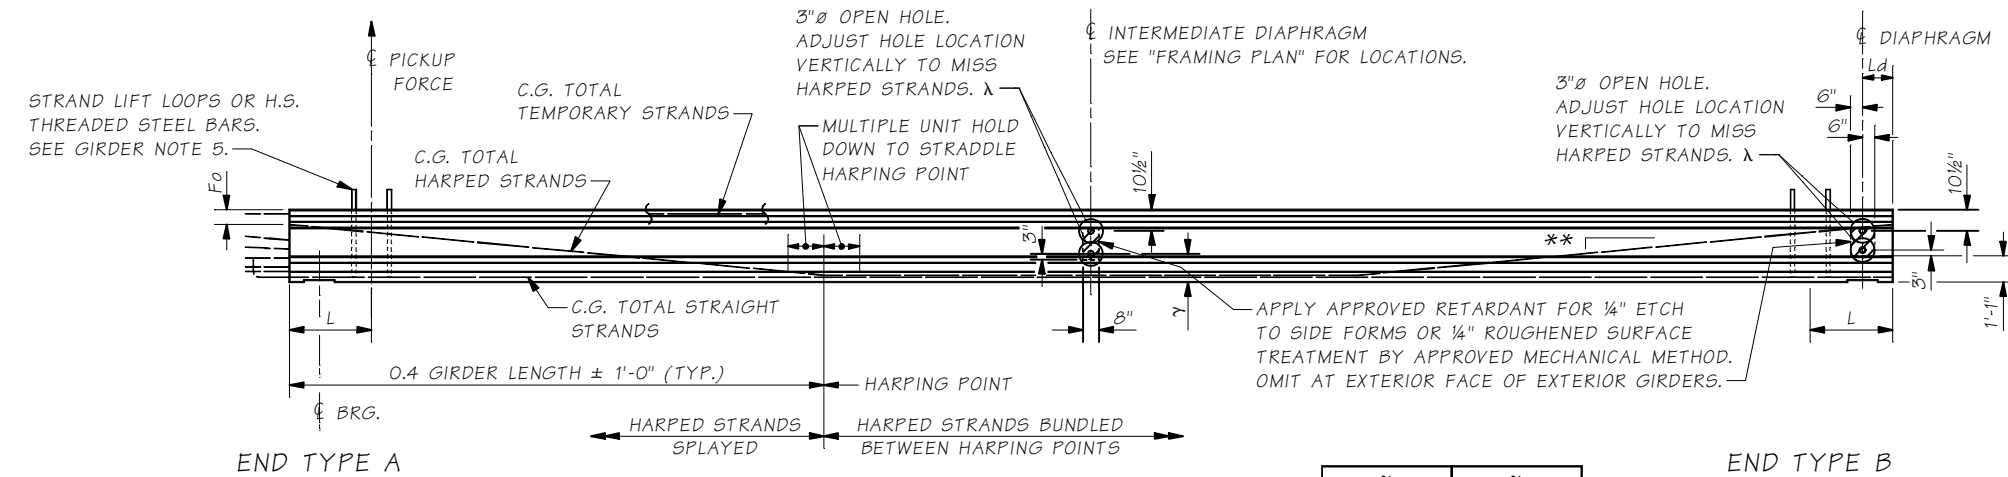 3"ø OPEN HOLE.
ADJUST HOLE LOCATION
VERTICALLY TO MISS
HARPED STRANDS. λ
℄ INTERMEDIATE DIAPHRAGM
SEE "FRAMING PLAN" FOR LOCATIONS.
℄ DIAPHRAGM
Ld
℄ PICKUP
FORCE
STRAND LIFT LOOPS OR H.S.
THREADED STEEL BARS.
SEE GIRDER NOTE 5.
C.G. TOTAL
TEMPORARY STRANDS
C.G. TOTAL
HARPED STRANDS
MULTIPLE UNIT HOLD
DOWN TO STRADDLE
HARPING POINT
3"ø OPEN HOLE.
ADJUST HOLE LOCATION
VERTICALLY TO MISS
HARPED STRANDS. λ
6"
6"
Fo
10½"
10½"
3"
**
3"
1'-1"
C.G. TOTAL STRAIGHT
STRANDS
L
8"
γ
L
APPLY APPROVED RETARDANT FOR ¼" ETCH
TO SIDE FORMS OR ¼" ROUGHENED SURFACE
TREATMENT BY APPROVED MECHANICAL METHOD.
OMIT AT EXTERIOR FACE OF EXTERIOR GIRDERS.
0.4 GIRDER LENGTH ± 1'-0" (TYP.)
HARPING POINT
℄ BRG.
HARPED STRANDS
SPLAYED
HARPED STRANDS BUNDLED
BETWEEN HARPING POINTS
END TYPE A
END TYPE B